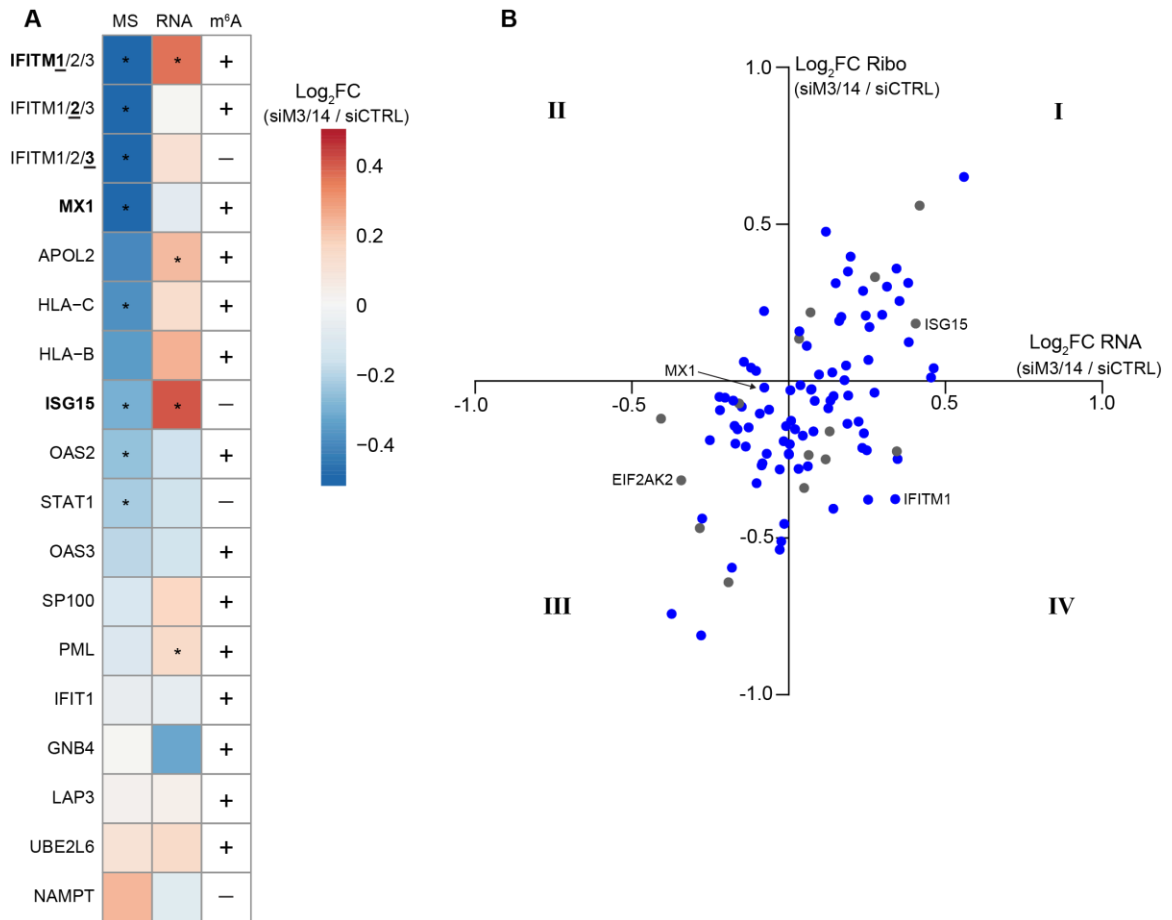 A
MS RNA m⁶A
IFITM1/2/3 * * +
IFITM1/2/3 * +
IFITM1/2/3 * −
MX1 * +
APOL2 * +
HLA−C * +
HLA−B +
ISG15 * * −
OAS2 * +
STAT1 * −
OAS3 +
SP100 +
PML * +
IFIT1 +
GNB4 +
LAP3 +
UBE2L6 +
NAMPT −
Log₂FC
(siM3/14 / siCTRL)
0.4
0.2
0
−0.2
−0.4
B
1.0
Log₂FC Ribo
(siM3/14 / siCTRL)
II
I
0.5
ISG15
Log₂FC RNA
(siM3/14 / siCTRL)
MX1
-1.0
-0.5
0.5
1.0
EIF2AK2
IFITM1
-0.5
III
IV
-1.0